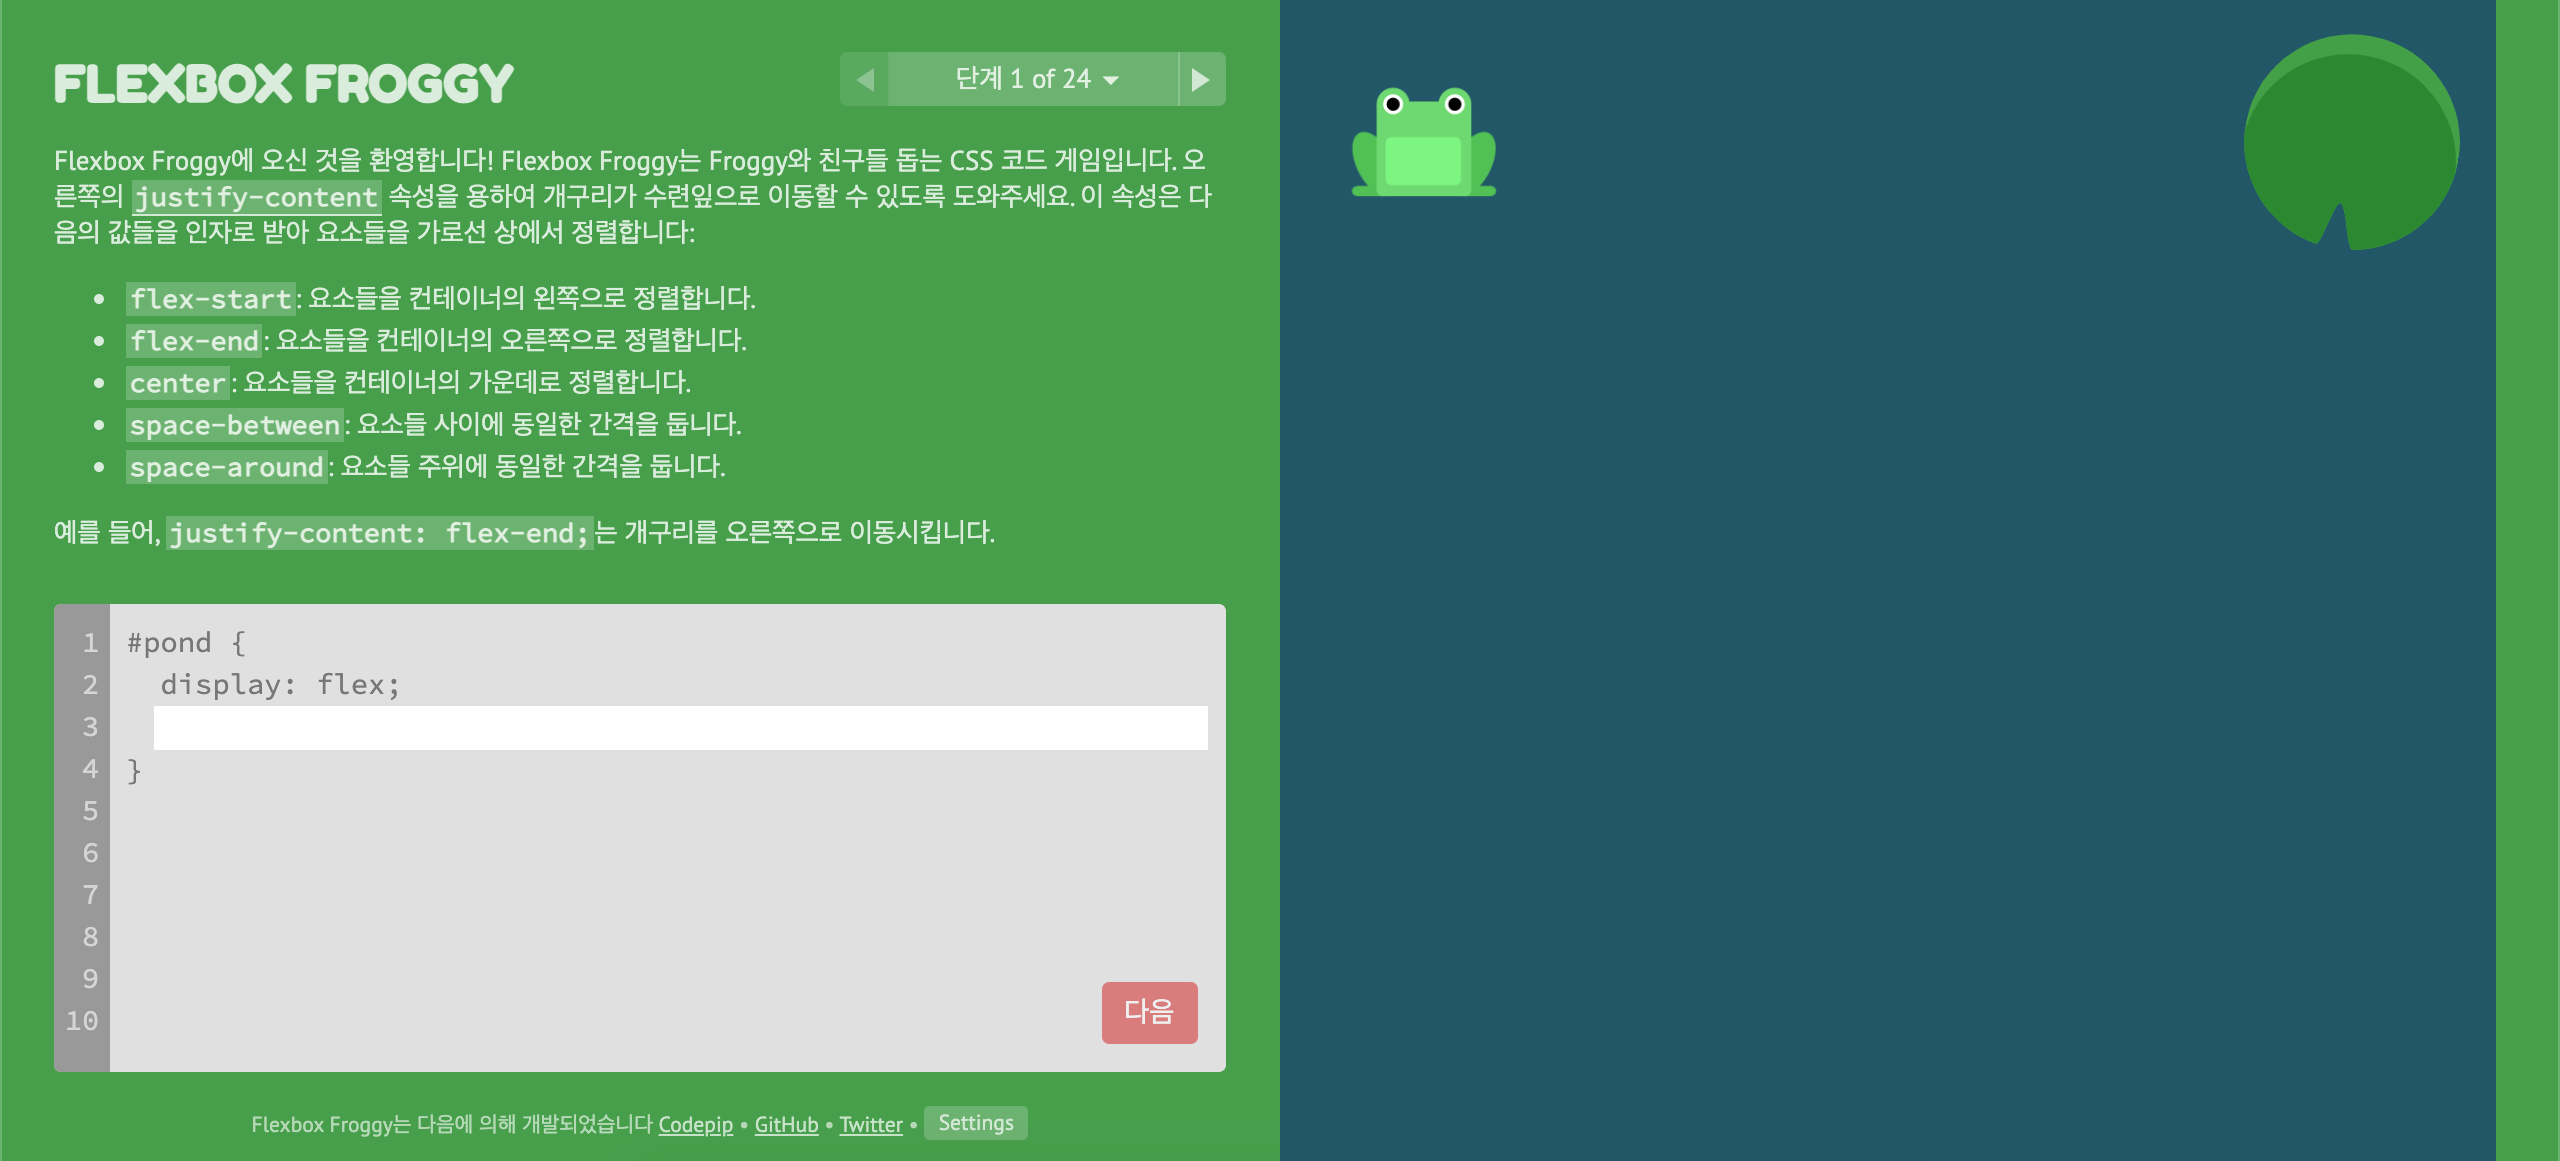 FLEXBOX FROGGY
단계 1 of 24
Flexbox Froggy에 오신 것을 환영합니다! Flexbox Froggy는 Froggy와 친구들 돕는 CSS 코드 게임입니다. 오
른쪽의 justify-content 속성을 용하여 개구리가 수련잎으로 이동할 수 있도록 도와주세요. 이 속성은 다
음의 값들을 인자로 받아 요소들을 가로선 상에서 정렬합니다:
• flex-start: 요소들을 컨테이너의 왼쪽으로 정렬합니다.
• flex-end: 요소들을 컨테이너의 오른쪽으로 정렬합니다.
• center: 요소들을 컨테이너의 가운데로 정렬합니다.
• space-between: 요소들 사이에 동일한 간격을 둡니다.
• space-around: 요소들 주위에 동일한 간격을 둡니다.
예를 들어, justify-content: flex-end;는 개구리를 오른쪽으로 이동시킵니다.
1 #pond {
2 display: flex;
3
4 }
5
6
7
8
9
10
다음
Flexbox Froggy는 다음에 의해 개발되었습니다 Codepip • GitHub • Twitter • Settings